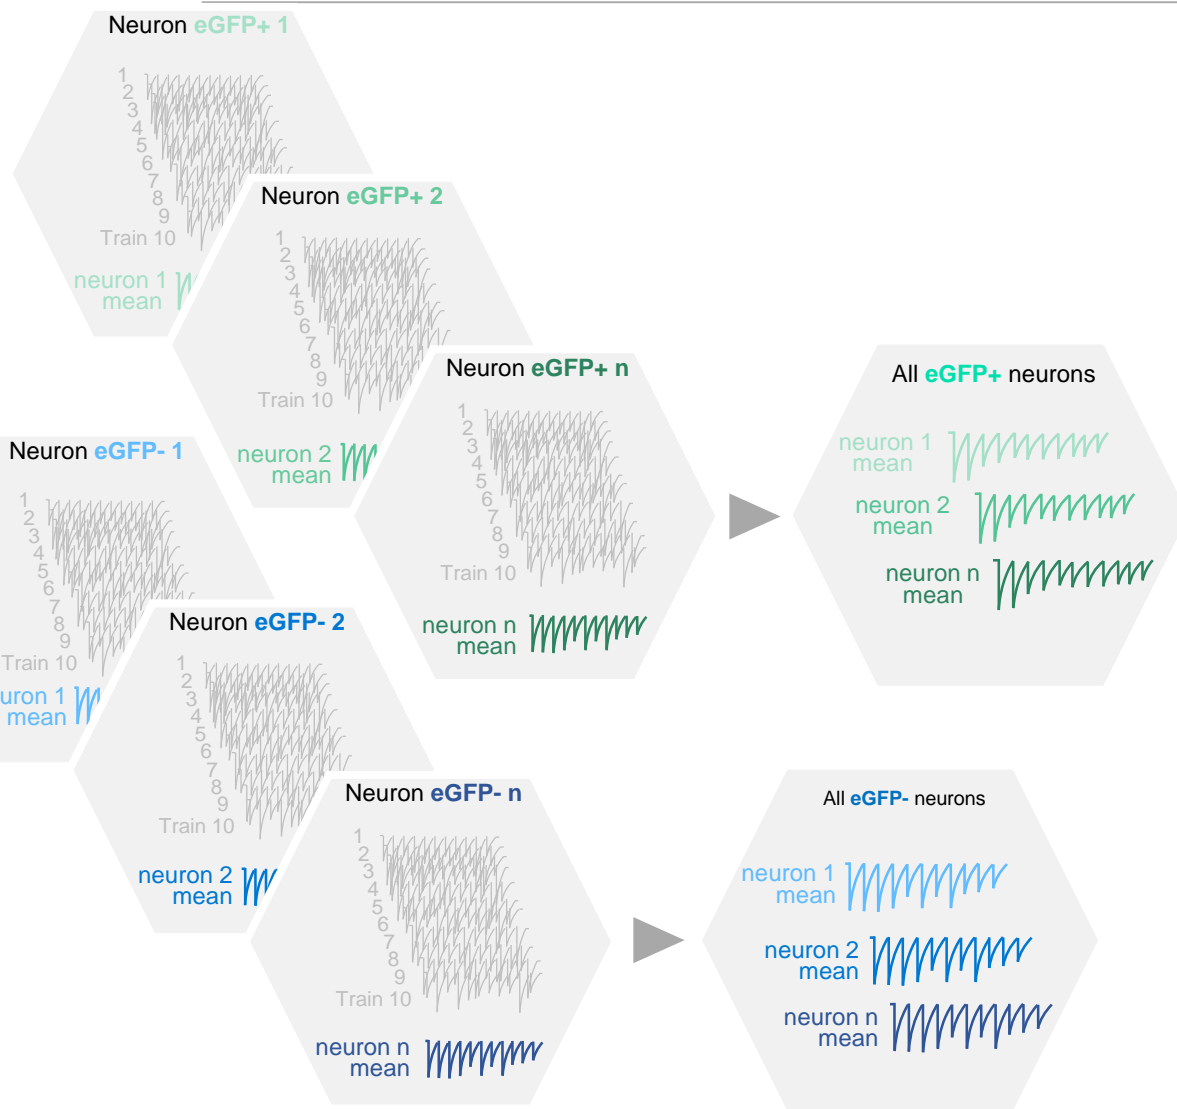 Neuron eGFP+ 1
1
2
3
4
5
6
7
8
9
Train 10
neuron 1
mean
Neuron eGFP+ 2
1
2
3
4
5
6
7
8
9
Train 10
neuron 2
mean
Neuron eGFP+ n
1
2
3
4
5
6
7
8
9
Train 10
neuron n
mean
All eGFP+ neurons
neuron 1
mean
neuron 2
mean
neuron n
mean
Neuron eGFP- 1
1
2
3
4
5
6
7
8
9
Train 10
uron 1
mean
Neuron eGFP- 2
1
2
3
4
5
6
7
8
9
Train 10
neuron 2
mean
Neuron eGFP- n
1
2
3
4
5
6
7
8
9
Train 10
neuron n
mean
All eGFP- neurons
neuron 1
mean
neuron 2
mean
neuron n
mean